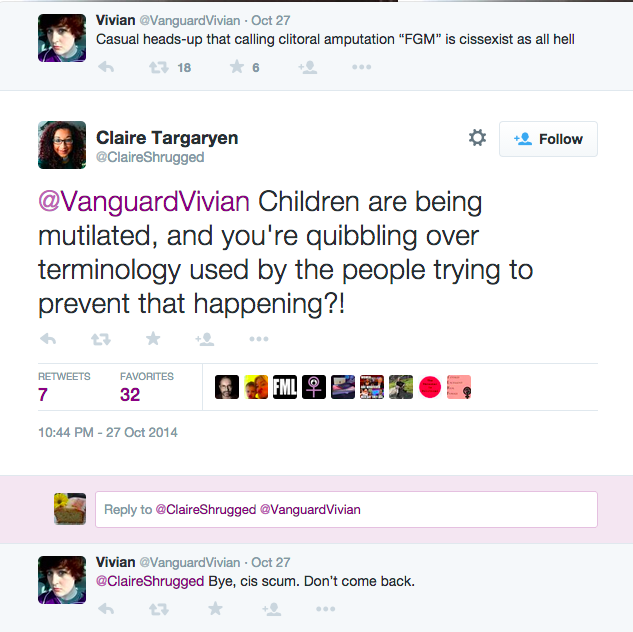 Vivian @VanguardVivian · Oct 27
Casual heads-up that calling clitoral amputation “FGM” is cissexist as all hell
18 6
Claire Targaryen
@ClaireShrugged
Follow
@VanguardVivian Children are being
mutilated, and you're quibbling over
terminology used by the people trying to
prevent that happening?!
RETWEETS FAVORITES
7 32
FML
10:44 PM - 27 Oct 2014
Reply to @ClaireShrugged @VanguardVivian
Vivian @VanguardVivian · Oct 27
@ClaireShrugged Bye, cis scum. Don’t come back.